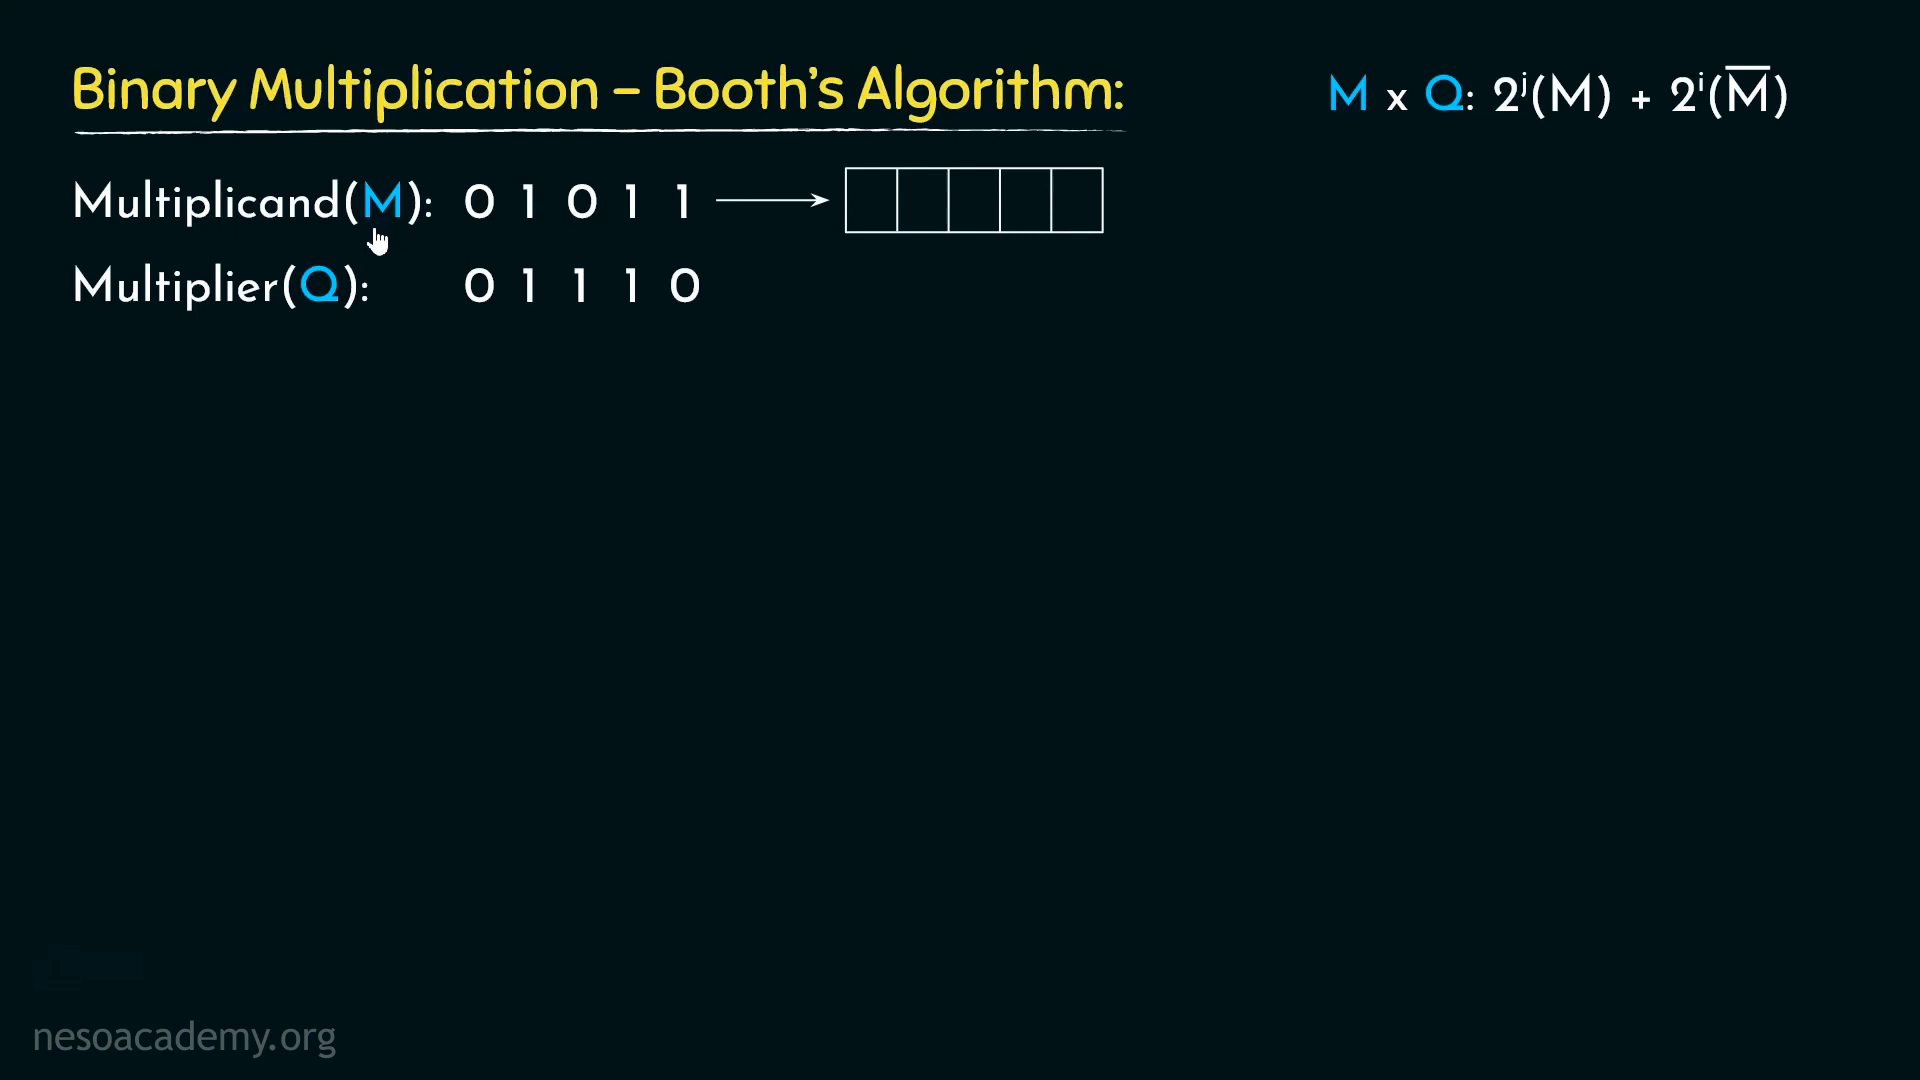 Binary Multiplication – Booth's Algorithm:
M x Q: 2ʲ(M) + 2ⁱ(M̅)
Multiplicand(M): 0 1 0 1 1
Multiplier(Q): 0 1 1 1 0
nesoacademy.org